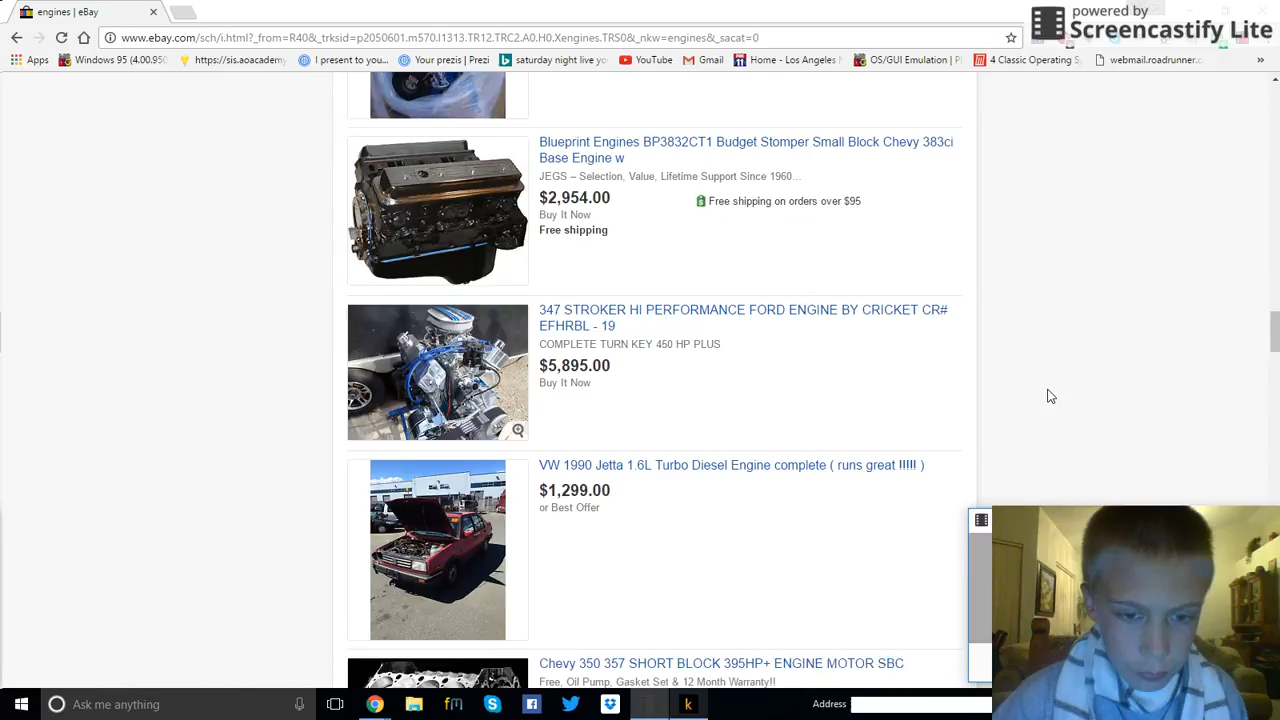 engines | eBay
powered by
Screencastify Lite
www.ebay.com/sch/i.html?_from=R40&_trksid=p2050601.m570.l1313.TR12.TRC2.A0.H0.Xengines.TRS0&_nkw=engines&_sacat=0
Apps
Windows 95 (4.00.95
https://sis.aoacademy
I present to you...
Your prezis | Prezi
saturday night live yo
YouTube
Gmail
Home - Los Angeles
OS/GUI Emulation | P
4 Classic Operating S
webmail.roadrunner.c
Blueprint Engines BP3832CT1 Budget Stomper Small Block Chevy 383ci
Base Engine w
JEGS – Selection, Value, Lifetime Support Since 1960...
$2,954.00
Free shipping on orders over $95
Buy It Now
Free shipping
347 STROKER HI PERFORMANCE FORD ENGINE BY CRICKET CR#
EFHRBL - 19
COMPLETE TURN KEY 450 HP PLUS
$5,895.00
Buy It Now
VW 1990 Jetta 1.6L Turbo Diesel Engine complete ( runs great !!!!! )
$1,299.00
or Best Offer
Chevy 350 357 SHORT BLOCK 395HP+ ENGINE MOTOR SBC
Free, Oil Pump, Gasket Set & 12 Month Warranty!!
Ask me anything
fM
k
Address